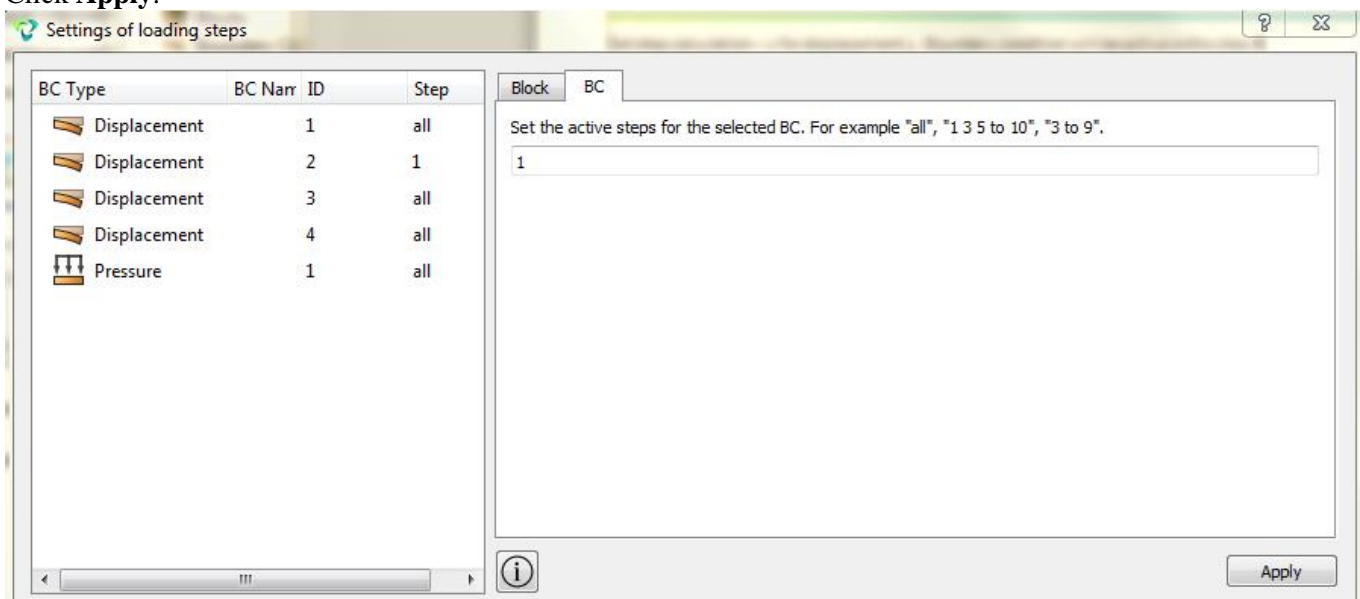 Click Apply.
Settings of loading steps
BC Type BC Nam ID Step
Displacement 1 all
Displacement 2 1
Displacement 3 all
Displacement 4 all
Pressure 1 all
Block BC
Set the active steps for the selected BC. For example "all", "1 3 5 to 10", "3 to 9".
1
Apply